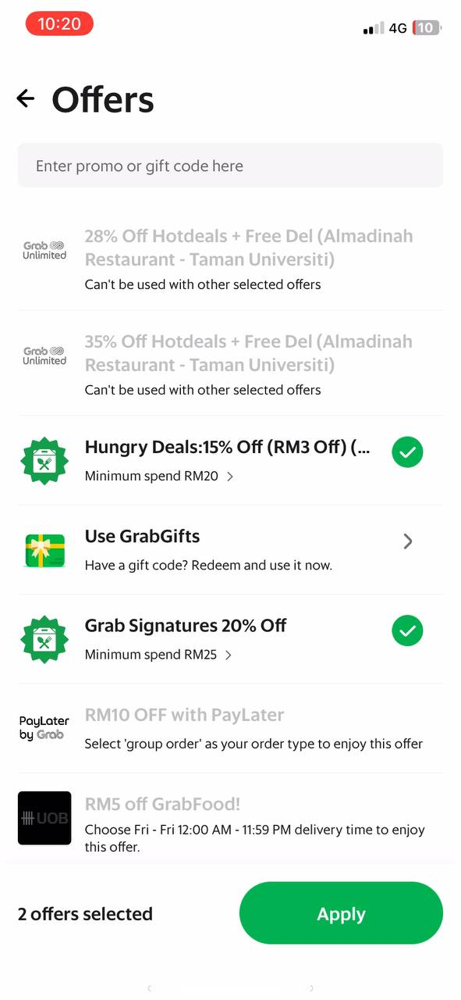 10:20
4G 10
Offers
Enter promo or gift code here
Grab
Unlimited
28% Off Hotdeals + Free Del (Almadinah
Restaurant - Taman Universiti)
Can't be used with other selected offers
Grab
Unlimited
35% Off Hotdeals + Free Del (Almadinah
Restaurant - Taman Universiti)
Can't be used with other selected offers
Hungry Deals:15% Off (RM3 Off) (...
Minimum spend RM20
Use GrabGifts
Have a gift code? Redeem and use it now.
Grab Signatures 20% Off
Minimum spend RM25
PayLater
by Grab
RM10 OFF with PayLater
Select 'group order' as your order type to enjoy this offer
UOB
RM5 off GrabFood!
Choose Fri - Fri 12:00 AM - 11:59 PM delivery time to enjoy
this offer.
2 offers selected
Apply